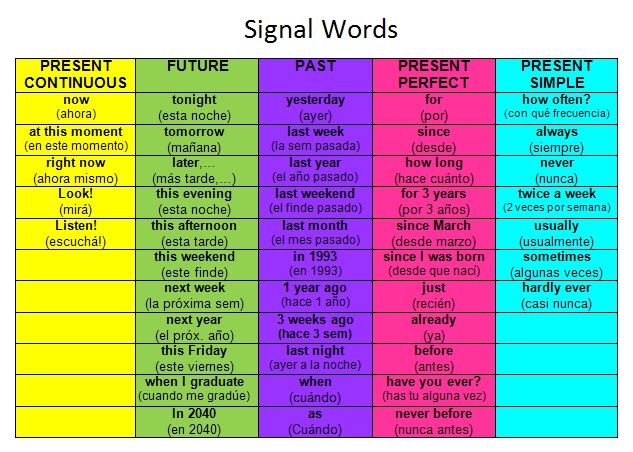 Signal Words
PRESENT CONTINUOUS FUTURE PAST PRESENT PERFECT PRESENT SIMPLE
now tonight yesterday for how often?
(ahora) (esta noche) (ayer) (por) (con qué frecuencia)
at this moment tomorrow last week since always
(en este momento) (mañana) (la sem pasada) (desde) (siempre)
right now later,... last year how long never
(ahora mismo) (más tarde,...) (el año pasado) (hace cuánto) (nunca)
Look! this evening last weekend for 3 years twice a week
(mirá) (esta noche) (el finde pasado) (por 3 años) (2 veces por semana)
Listen! this afternoon last month since March usually
(escuchá!) (esta tarde) (el mes pasado) (desde marzo) (usualmente)
this weekend in 1993 since I was born sometimes
(este finde) (en 1993) (desde que nací) (algunas veces)
next week 1 year ago just hardly ever
(la próxima sem) (hace 1 año) (recién) (casi nunca)
next year 3 weeks ago already
(el próx. año) (hace 3 sem) (ya)
this Friday last night before
(este viernes) (ayer a la noche) (antes)
when I graduate when have you ever?
(cuando me gradúe) (cuándo) (has tu alguna vez)
In 2040 as never before
(en 2040) (Cuándo) (nunca antes)